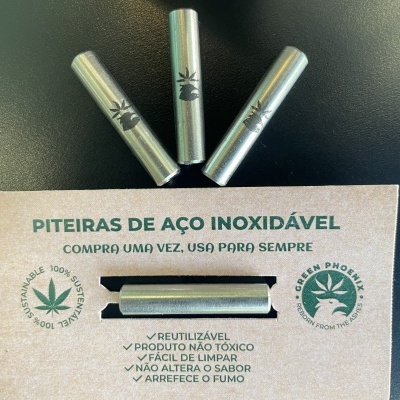 PITEIRAS DE AÇO INOXIDÁVEL
COMPRA UMA VEZ, USA PARA SEMPRE
100% SUSTAINABLE 100% SUSTENTÁVEL
GREEN PHOENIX
REBORN FROM THE ASHES
REUTILIZÁVEL
PRODUTO NÃO TÓXICO
FÁCIL DE LIMPAR
NÃO ALTERA O SABOR
ARREFECE O FUMO